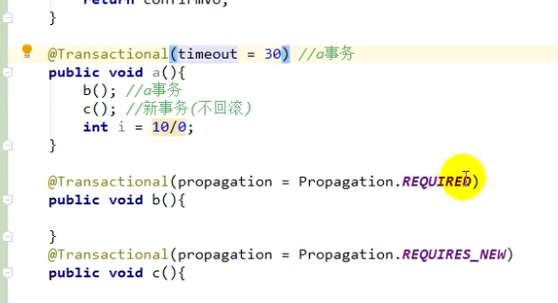 return confirmVo;
}
@Transactional(timeout = 30) //a事务
public void a(){
b(); //a事务
c(); //新事务(不回滚)
int i = 10/0;
}
@Transactional(propagation = Propagation.REQUIRED)
public void b(){
}
@Transactional(propagation = Propagation.REQUIRES_NEW)
public void c(){